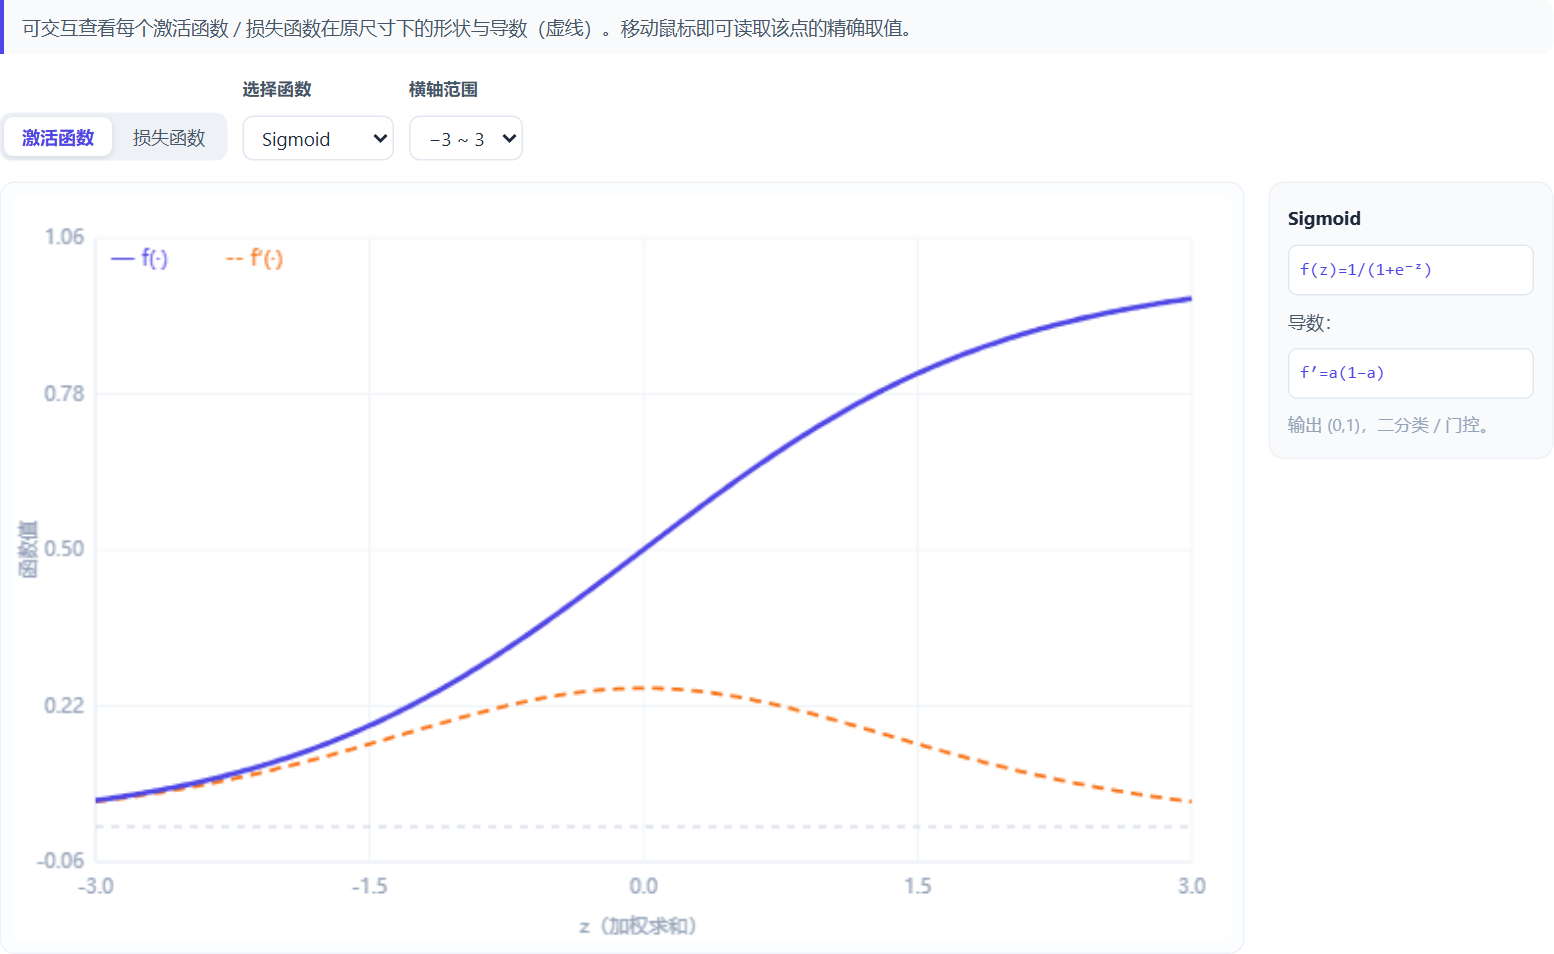 可交互查看每个激活函数 / 损失函数在原尺寸下的形状与导数（虚线）。移动鼠标即可读取该点的精确取值。
选择函数
横轴范围
激活函数
损失函数
Sigmoid
−3 ~ 3
1.06
f(·)
f'(·)
0.78
0.50
0.22
-0.06
函数值
-3.0
-1.5
0.0
1.5
3.0
z（加权求和）
Sigmoid
f(z)=1/(1+e⁻ᶻ)
导数：
f′=a(1−a)
输出 (0,1)，二分类 / 门控。